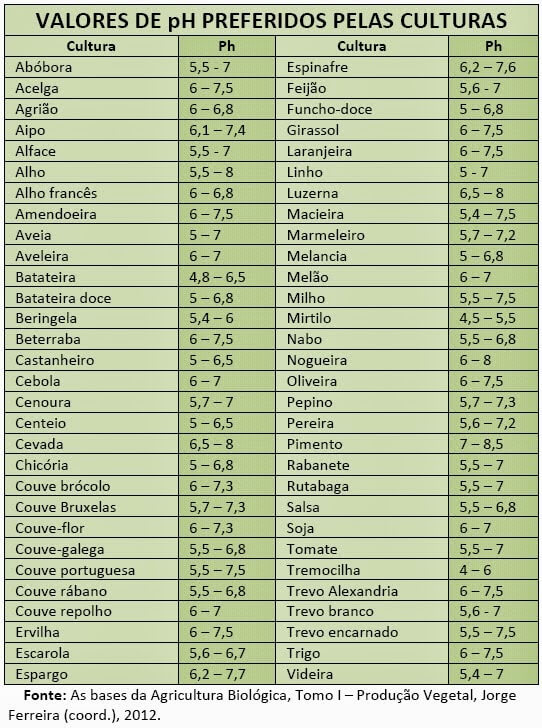 VALORES DE pH PREFERIDOS PELAS CULTURAS
Cultura Ph Cultura Ph
Abóbora 5,5 - 7 Espinafre 6,2 – 7,6
Acelga 6 – 7,5 Feijão 5,6 - 7
Agrião 6 – 6,8 Funcho-doce 5 – 6,8
Aipo 6,1 – 7,4 Girassol 6 – 7,5
Alface 5,5 - 7 Laranjeira 6 – 7,5
Alho 5,5 – 8 Linho 5 - 7
Alho francês 6 – 6,8 Luzerna 6,5 – 8
Amendoeira 6 – 7,5 Macieira 5,4 – 7,5
Aveia 5 – 7 Marmeleiro 5,7 – 7,2
Aveleira 6 – 7 Melancia 5 – 6,8
Batateira 4,8 – 6,5 Melão 6 – 7
Batateira doce 5 – 6,8 Milho 5,5 – 7,5
Beringela 5,4 – 6 Mirtilo 4,5 – 5,5
Beterraba 6 – 7,5 Nabo 5,5 – 6,8
Castanheiro 5 – 6,5 Nogueira 6 – 8
Cebola 6 – 7 Oliveira 6 – 7,5
Cenoura 5,7 – 7 Pepino 5,7 – 7,3
Centeio 5 – 6,5 Pereira 5,6 – 7,2
Cevada 6,5 – 8 Pimento 7 – 8,5
Chicória 5 – 6,8 Rabanete 5,5 – 7
Couve brócolo 6 – 7,3 Rutabaga 5,5 – 7
Couve Bruxelas 5,7 – 7,3 Salsa 5,5 – 6,8
Couve-flor 6 – 7,3 Soja 6 – 7
Couve-galega 5,5 – 6,8 Tomate 5,5 – 7
Couve portuguesa 5,5 – 7,5 Tremocilha 4 – 6
Couve rábano 5,5 – 6,8 Trevo Alexandria 6 – 7,5
Couve repolho 6 – 7 Trevo branco 5,6 - 7
Ervilha 6 – 7,5 Trevo encarnado 5,5 – 7,5
Escarola 5,6 – 6,7 Trigo 6 – 7,5
Espargo 6,2 – 7,7 Videira 5,4 – 7
Fonte: As bases da Agricultura Biológica, Tomo I – Produção Vegetal, Jorge
Ferreira (coord.), 2012.